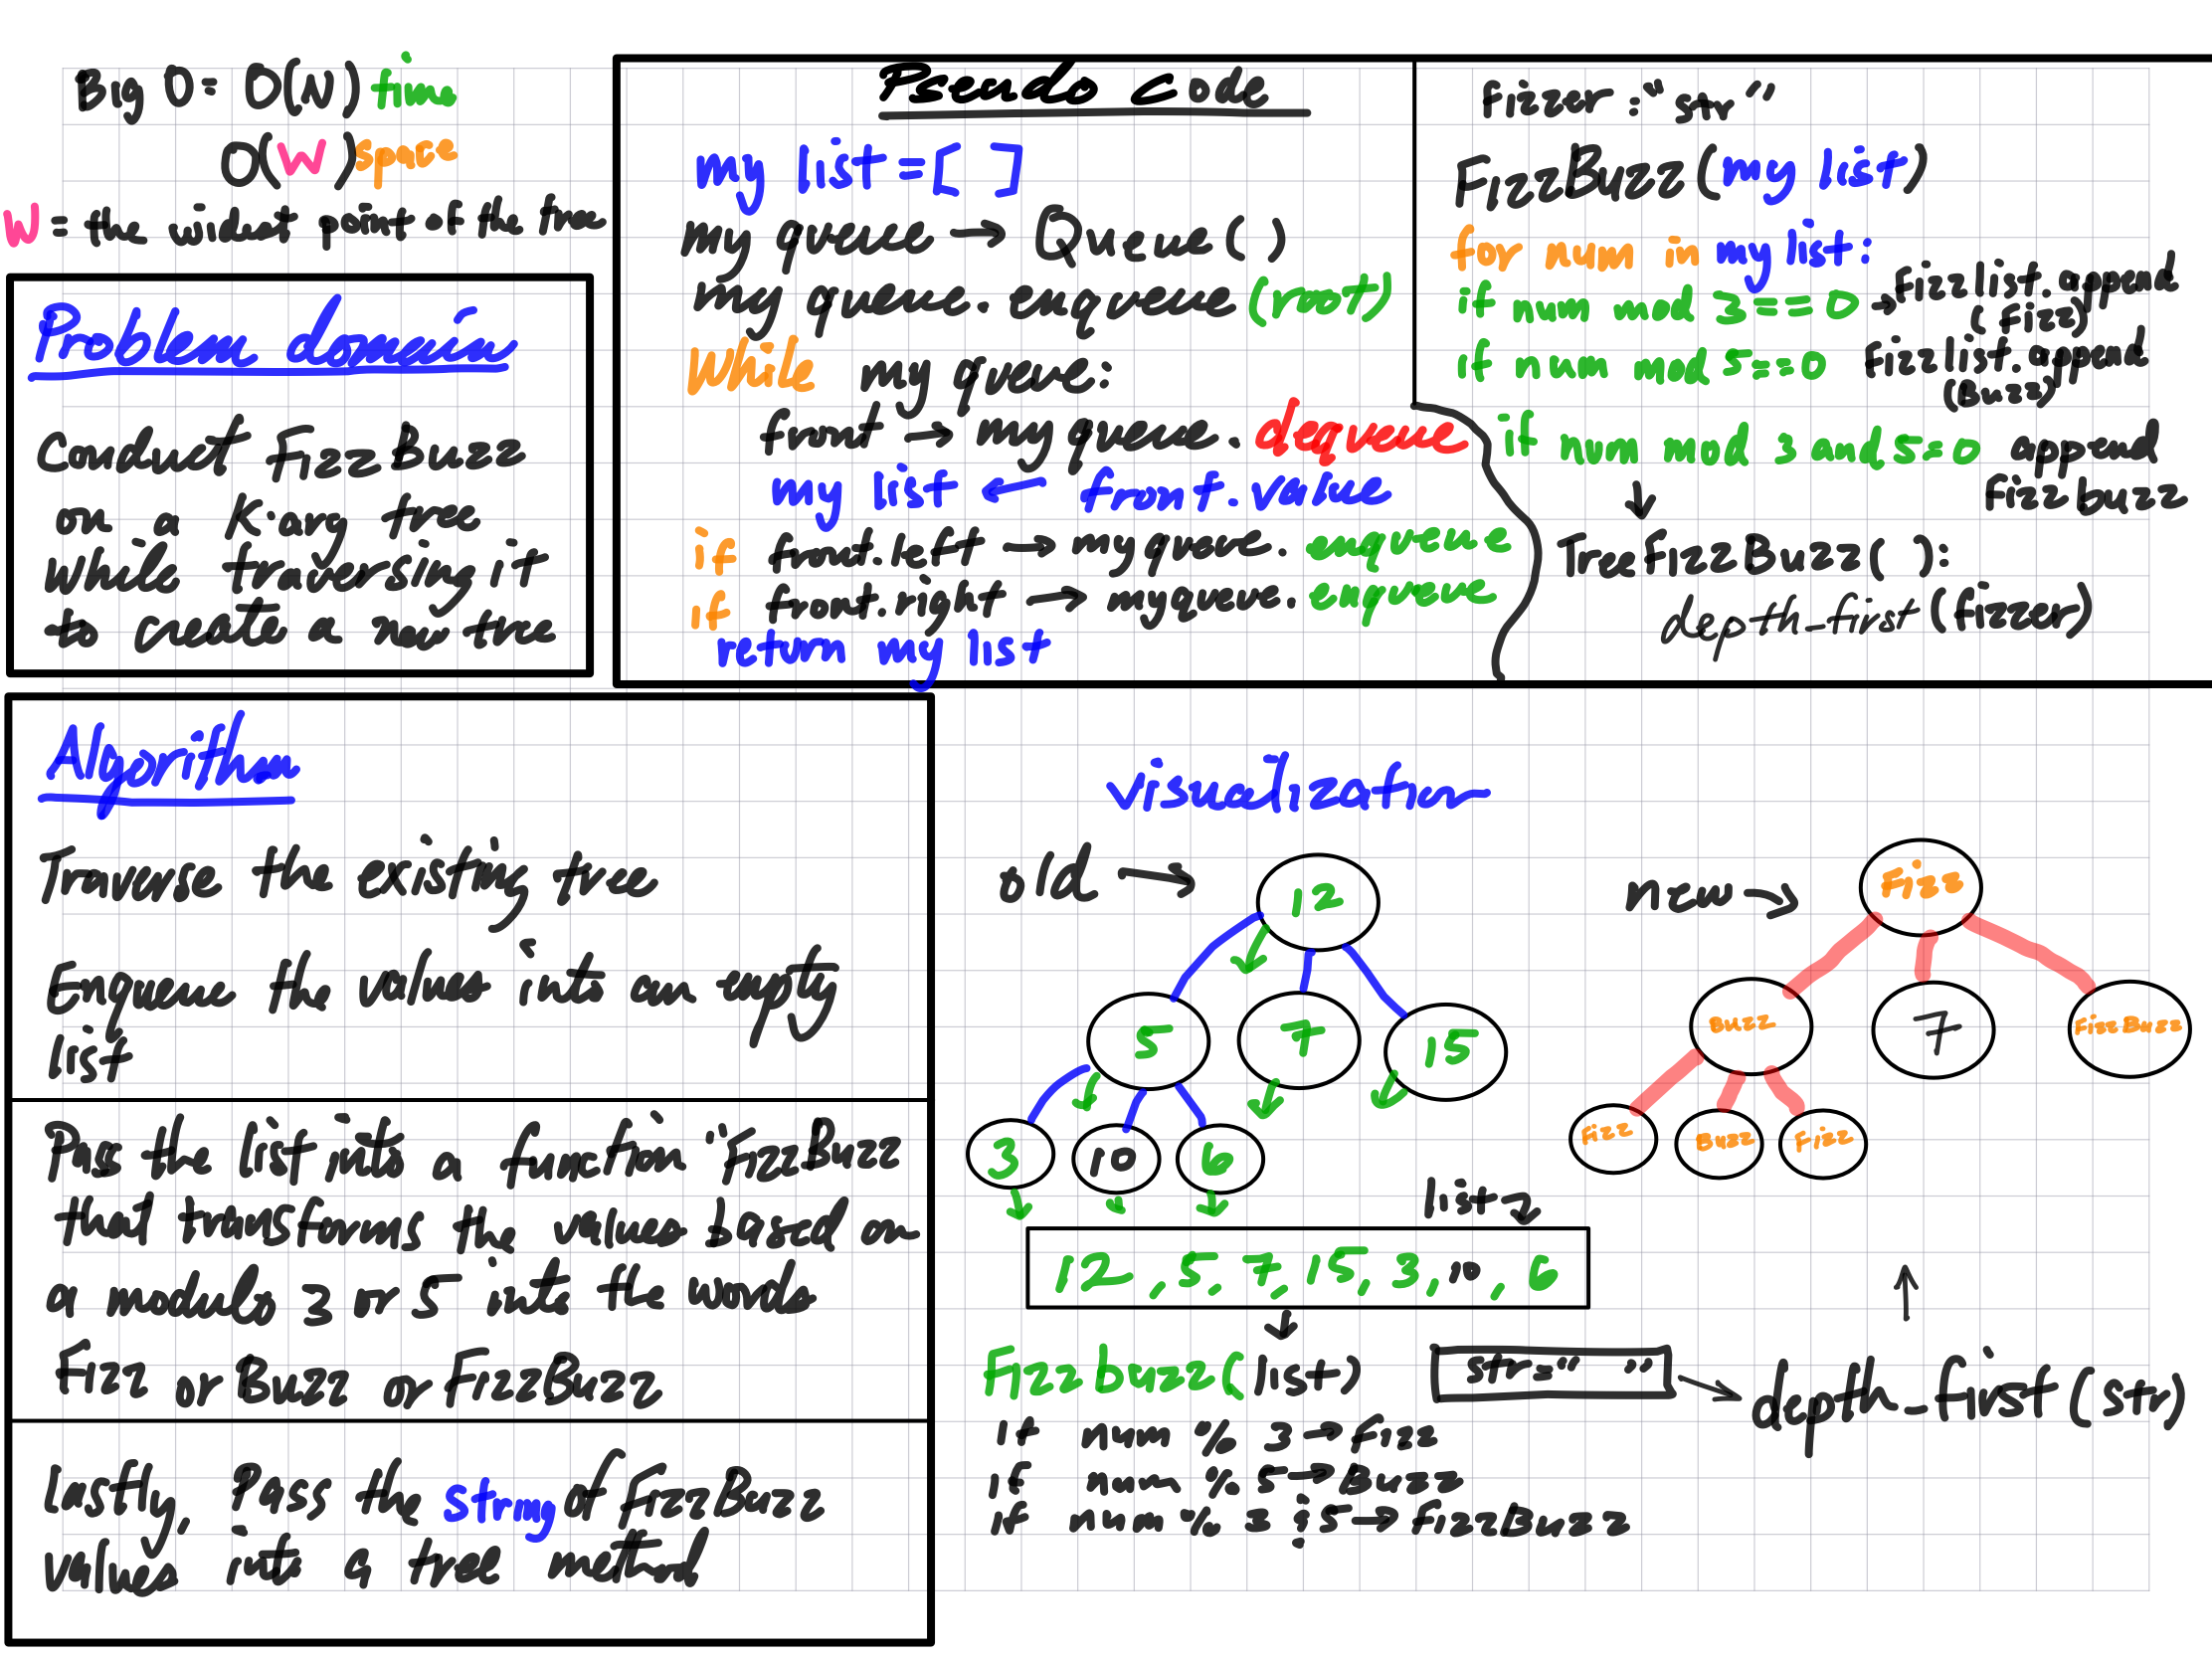 Big O = O(N) time
O(W) space
W = the widest point of the tree
Problem domain
Conduct FizzBuzz
on a K-ary tree
while traversing it
to create a new tree
Pseudo Code
my list = [ ]
my queue → Queue()
my queue.enqueue (root)
While my queue:
front → my queue.dequeue
my list ← front.value
if front.left → my queue.enqueue
if front.right → my queue.enqueue
return my list
Fizzer : "str"
FizzBuzz(my list)
for num in my list:
if num mod 3 == 0 → Fizzlist.append
(Fizz)
if num mod 5 == 0 Fizzlist.append
(Buzz)
if num mod 3 and 5 = 0 append
Fizzbuzz
↓
TreeFizzBuzz( ):
depth_first(fizzer)
Algorithm
Traverse the existing tree
Enqueue the values into an empty
list
Pass the list into a function "FizzBuzz
that transforms the values based on
a modulo 3 or 5 into the words
Fizz or Buzz or FizzBuzz
Lastly, Pass the string of FizzBuzz
values into a tree method
visualization
old →
12
5 7 15
3 10 6
new →
Fizz
Buzz 7 FizzBuzz
Fizz Buzz Fizz
list
12, 5, 7, 15, 3, 10, 6
↓
Fizzbuzz(list)
str = " " → depth_first(str)
if num % 3 → Fizz
if num % 5 → Buzz
if num % 3 ; 5 → FizzBuzz